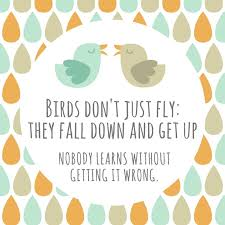 BIRDS DON'T JUST FLY:
THEY FALL DOWN AND GET UP
NOBODY LEARNS WITHOUT
GETTING IT WRONG.